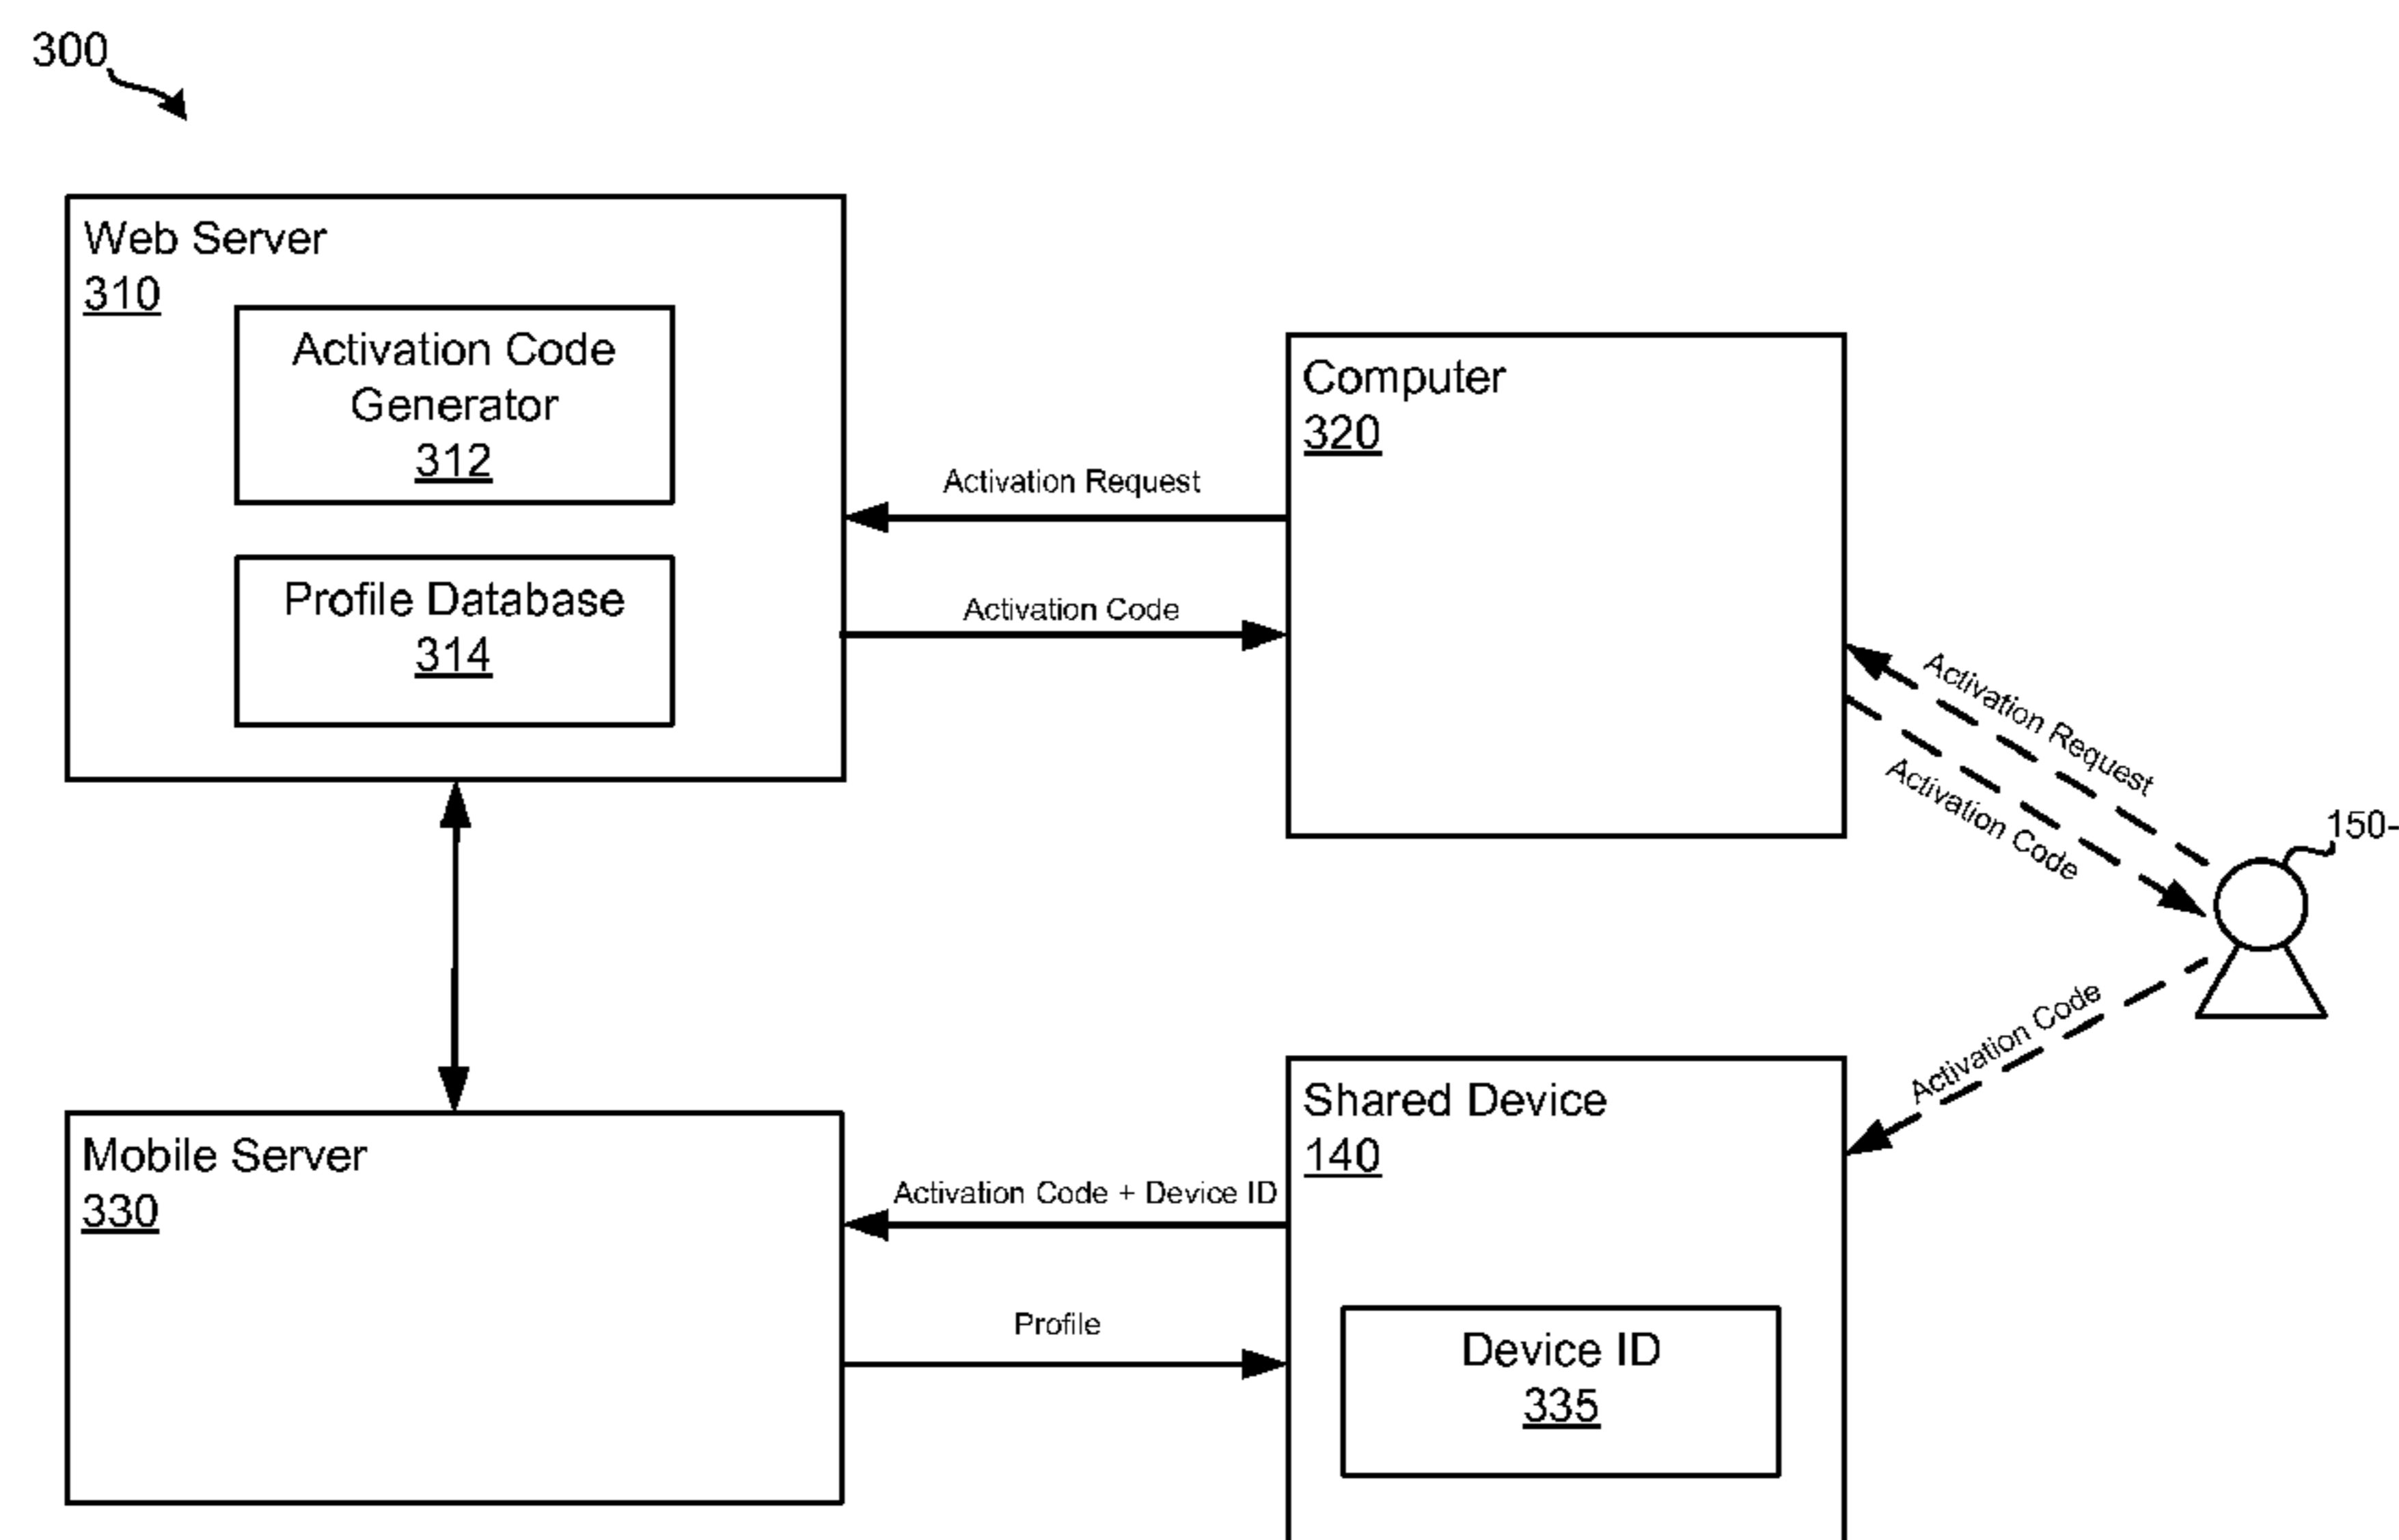 300
Web Server
310
Activation Code
Generator
312
Profile Database
314
Activation Request
Activation Code
Computer
320
Activation Request
Activation Code
150-
Activation Code
Mobile Server
330
Activation Code + Device ID
Profile
Shared Device
140
Device ID
335